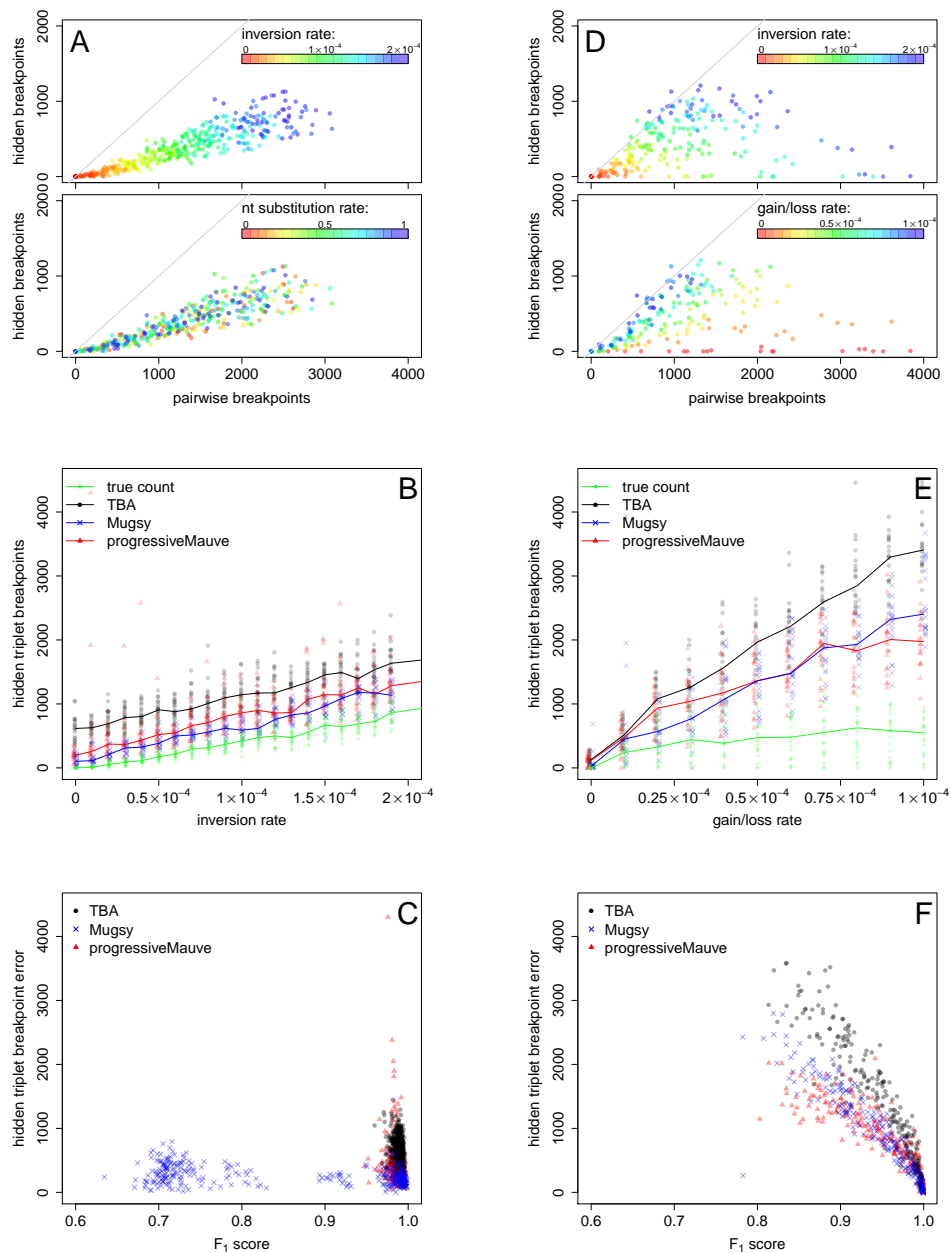 A
inversion rate:
0 1×10⁻⁴ 2×10⁻⁴
hidden breakpoints
0 1000 2000
nt substitution rate:
0 0.5 1
hidden breakpoints
0 1000 2000
0 1000 2000 3000 4000
pairwise breakpoints
D
inversion rate:
0 1×10⁻⁴ 2×10⁻⁴
hidden breakpoints
0 1000 2000
gain/loss rate:
0 0.5×10⁻⁴ 1×10⁻⁴
hidden breakpoints
0 1000 2000
0 1000 2000 3000 4000
pairwise breakpoints
B
true count
TBA
Mugsy
progressiveMauve
hidden triplet breakpoints
0 1000 2000 3000 4000
0 0.5×10⁻⁴ 1×10⁻⁴ 1.5×10⁻⁴ 2×10⁻⁴
inversion rate
E
true count
TBA
Mugsy
progressiveMauve
hidden triplet breakpoints
0 1000 2000 3000 4000
0 0.25×10⁻⁴ 0.5×10⁻⁴ 0.75×10⁻⁴ 1×10⁻⁴
gain/loss rate
C
TBA
Mugsy
progressiveMauve
hidden triplet breakpoint error
0 1000 2000 3000 4000
0.6 0.7 0.8 0.9 1.0
F₁ score
F
TBA
Mugsy
progressiveMauve
hidden triplet breakpoint error
0 1000 2000 3000 4000
0.6 0.7 0.8 0.9 1.0
F₁ score